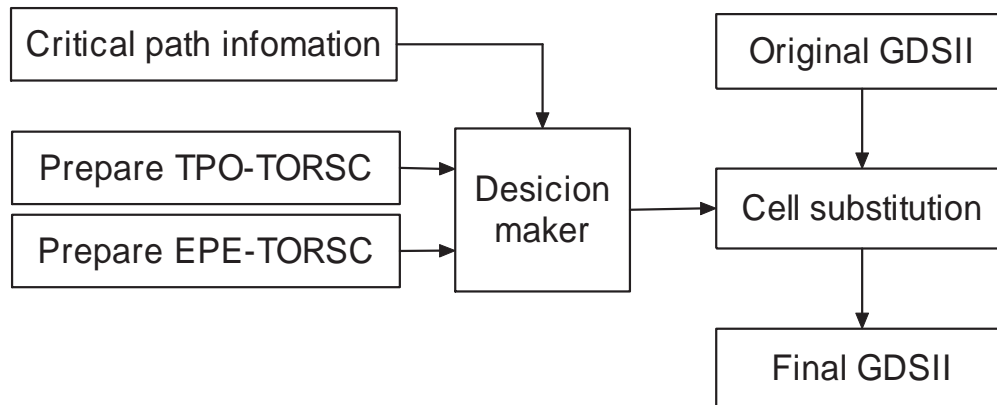 Critical path infomation
Original GDSII
Prepare TPO-TORSC
Desicion
maker
Cell substitution
Prepare EPE-TORSC
Final GDSII